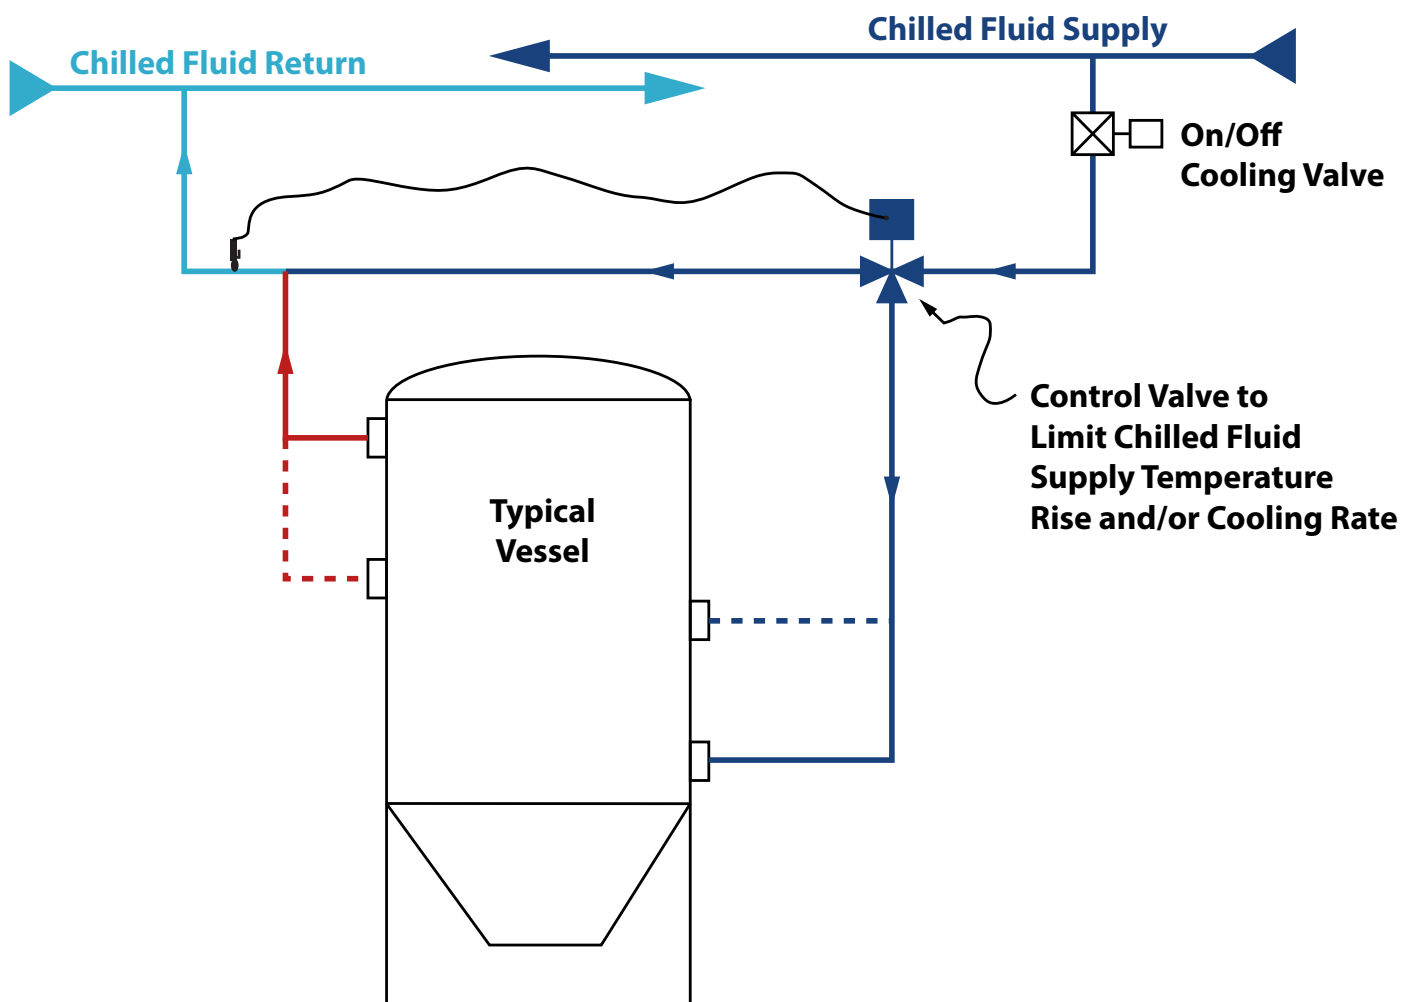 Chilled Fluid Supply
Chilled Fluid Return
On/Off
Cooling Valve
Control Valve to
Limit Chilled Fluid
Supply Temperature
Rise and/or Cooling Rate
Typical
Vessel